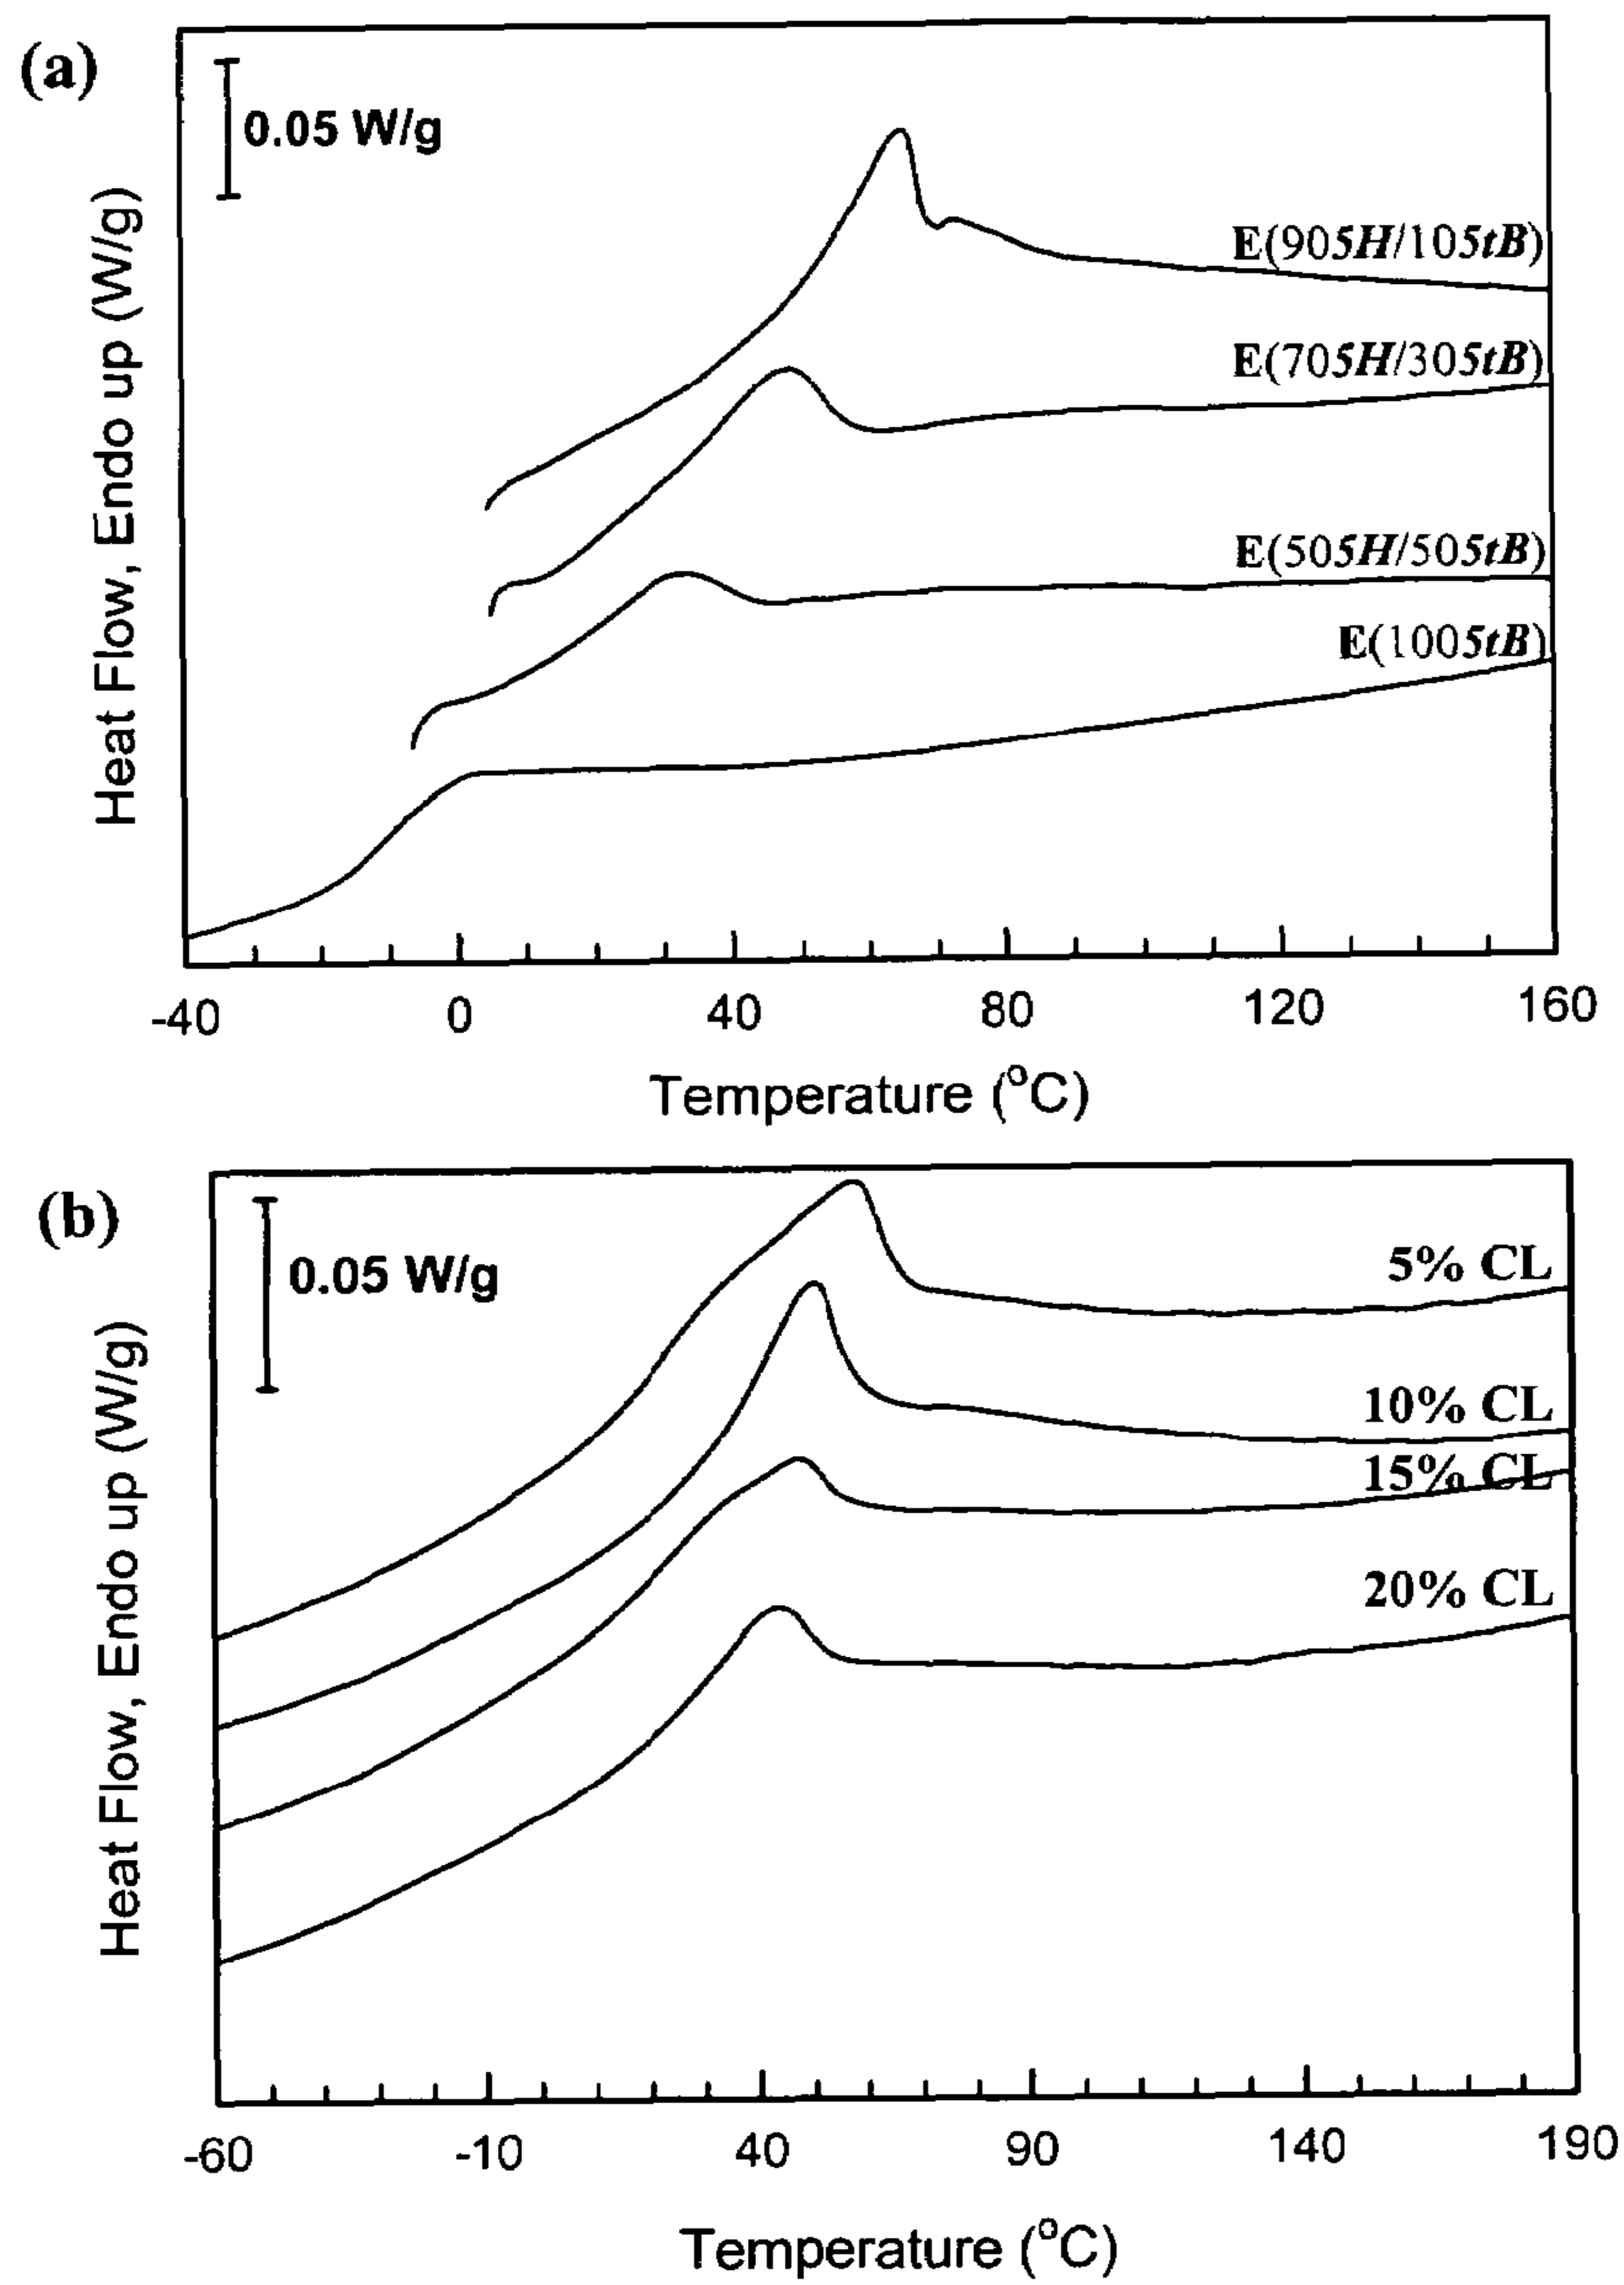 (a)
0.05 W/g
E(905H/105tB)
E(705H/305tB)
E(505H/505tB)
E(1005tB)
Heat Flow, Endo up (W/g)
-40 0 40 80 120 160
Temperature (°C)
(b)
0.05 W/g
5% CL
10% CL
15% CL
20% CL
Heat Flow, Endo up (W/g)
-60 -10 40 90 140 190
Temperature (°C)